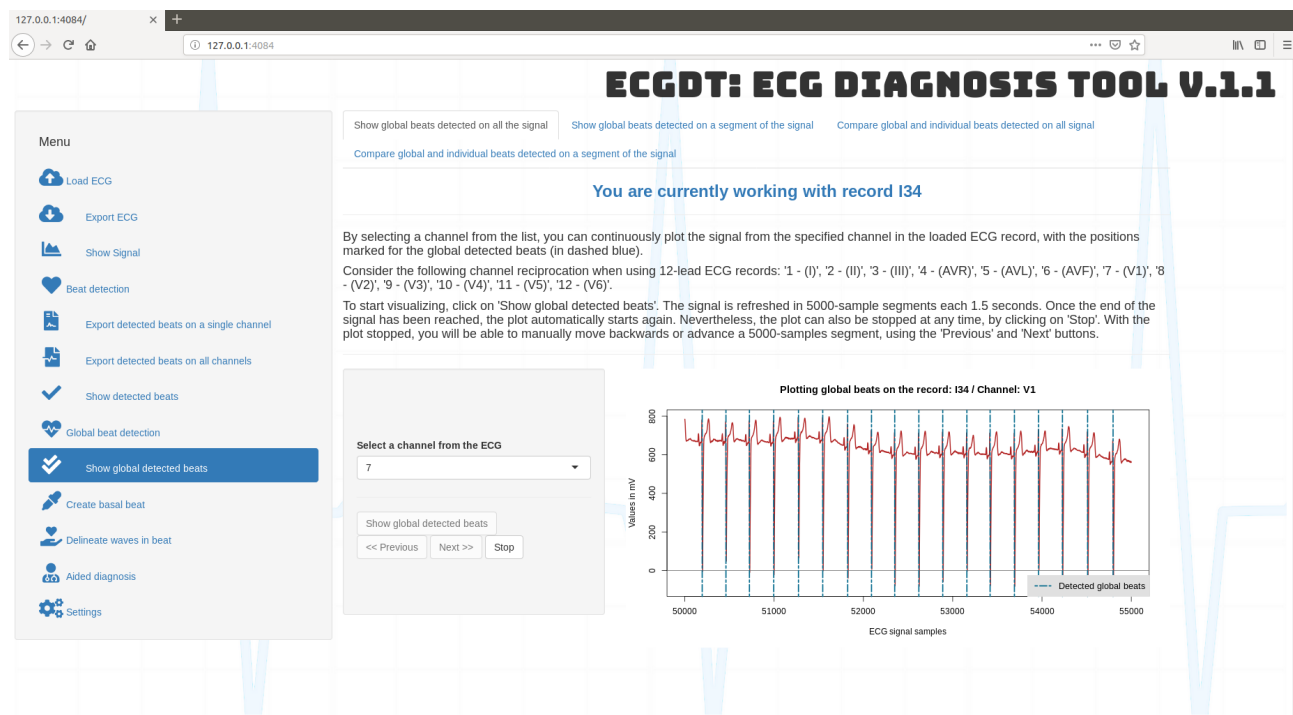 127.0.0.1:4084/
127.0.0.1:4084
ECGDT: ECG DIAGNOSIS TOOL V.1.1
Menu
Load ECG
Export ECG
Show Signal
Beat detection
Export detected beats on a single channel
Export detected beats on all channels
Show detected beats
Global beat detection
Show global detected beats
Create basal beat
Delineate waves in beat
Aided diagnosis
Settings
Show global beats detected on all the signal
Show global beats detected on a segment of the signal
Compare global and individual beats detected on all signal
Compare global and individual beats detected on a segment of the signal
You are currently working with record I34
By selecting a channel from the list, you can continuously plot the signal from the specified channel in the loaded ECG record, with the positions
marked for the global detected beats (in dashed blue).
Consider the following channel reciprocation when using 12-lead ECG records: '1 - (I)', '2 - (II)', '3 - (III)', '4 - (AVR)', '5 - (AVL)', '6 - (AVF)', '7 - (V1)', '8
- (V2)', '9 - (V3)', '10 - (V4)', '11 - (V5)', '12 - (V6)'.
To start visualizing, click on 'Show global detected beats'. The signal is refreshed in 5000-sample segments each 1.5 seconds. Once the end of the
signal has been reached, the plot automatically starts again. Nevertheless, the plot can also be stopped at any time, by clicking on 'Stop'. With the
plot stopped, you will be able to manually move backwards or advance a 5000-samples segment, using the 'Previous' and 'Next' buttons.
Select a channel from the ECG
7
Show global detected beats
<< Previous
Next >>
Stop
Plotting global beats on the record: I34 / Channel: V1
Values in mV
800
600
400
200
0
Detected global beats
50000
51000
52000
53000
54000
55000
ECG signal samples